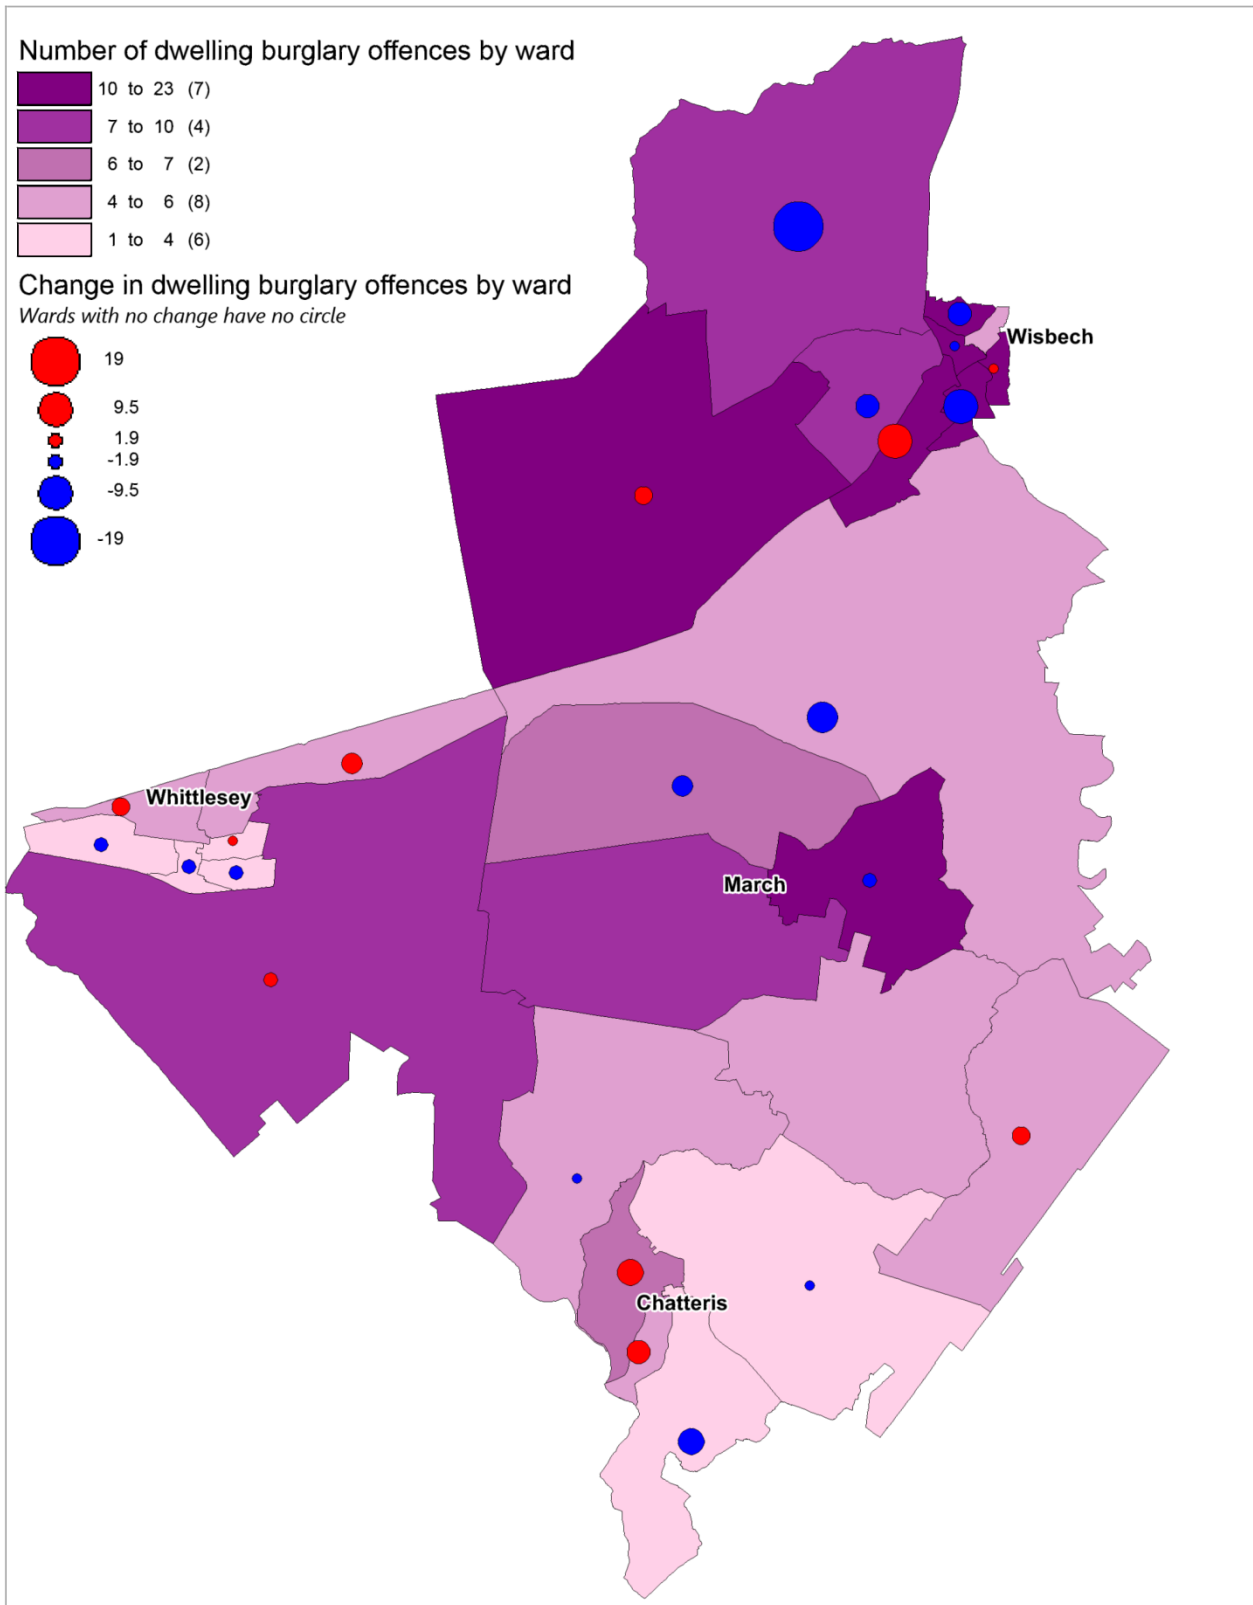 Number of dwelling burglary offences by ward
10 to 23 (7)
7 to 10 (4)
6 to 7 (2)
4 to 6 (8)
1 to 4 (6)
Change in dwelling burglary offences by ward
Wards with no change have no circle
19
9.5
1.9
-1.9
-9.5
-19
Wisbech
Whittlesey
March
Chatteris